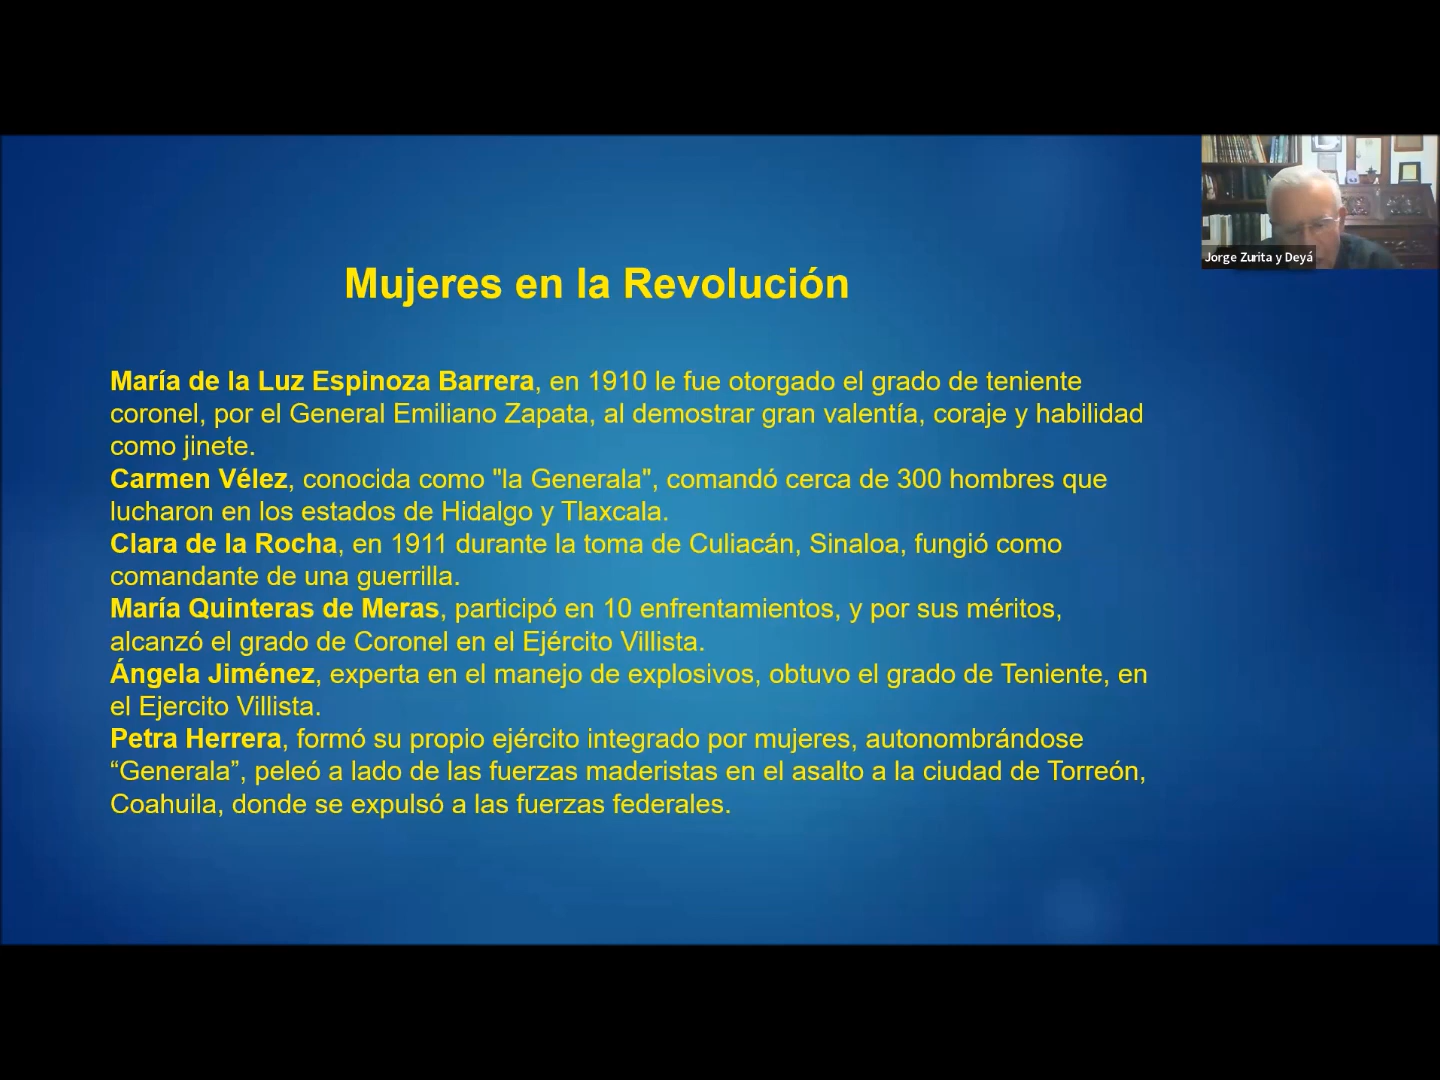 Mujeres en la Revolución
María de la Luz Espinoza Barrera, en 1910 le fue otorgado el grado de teniente
coronel, por el General Emiliano Zapata, al demostrar gran valentía, coraje y habilidad
como jinete.
Carmen Vélez, conocida como "la Generala", comandó cerca de 300 hombres que
lucharon en los estados de Hidalgo y Tlaxcala.
Clara de la Rocha, en 1911 durante la toma de Culiacán, Sinaloa, fungió como
comandante de una guerrilla.
María Quinteras de Meras, participó en 10 enfrentamientos, y por sus méritos,
alcanzó el grado de Coronel en el Ejército Villista.
Ángela Jiménez, experta en el manejo de explosivos, obtuvo el grado de Teniente, en
el Ejercito Villista.
Petra Herrera, formó su propio ejército integrado por mujeres, autonombrándose
“Generala”, peleó a lado de las fuerzas maderistas en el asalto a la ciudad de Torreón,
Coahuila, donde se expulsó a las fuerzas federales.
Jorge Zurita y Deyá